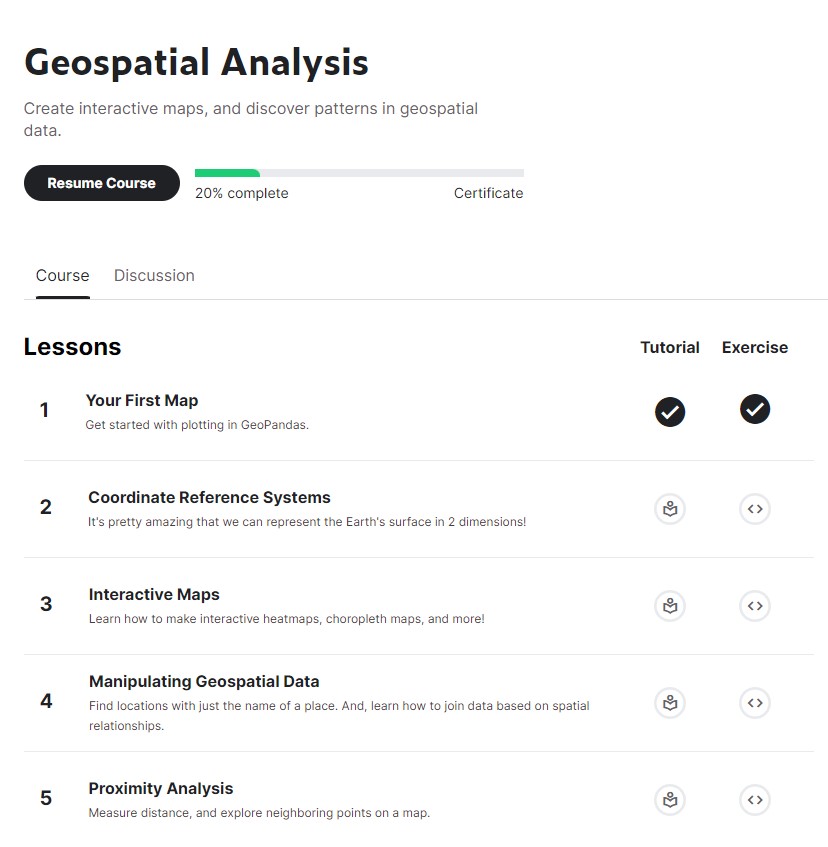 Geospatial Analysis
Create interactive maps, and discover patterns in geospatial
data.
Resume Course
20% complete
Certificate
Course
Discussion
Lessons
Tutorial
Exercise
1
Your First Map
Get started with plotting in GeoPandas.
2
Coordinate Reference Systems
It's pretty amazing that we can represent the Earth's surface in 2 dimensions!
3
Interactive Maps
Learn how to make interactive heatmaps, choropleth maps, and more!
4
Manipulating Geospatial Data
Find locations with just the name of a place. And, learn how to join data based on spatial
relationships.
5
Proximity Analysis
Measure distance, and explore neighboring points on a map.